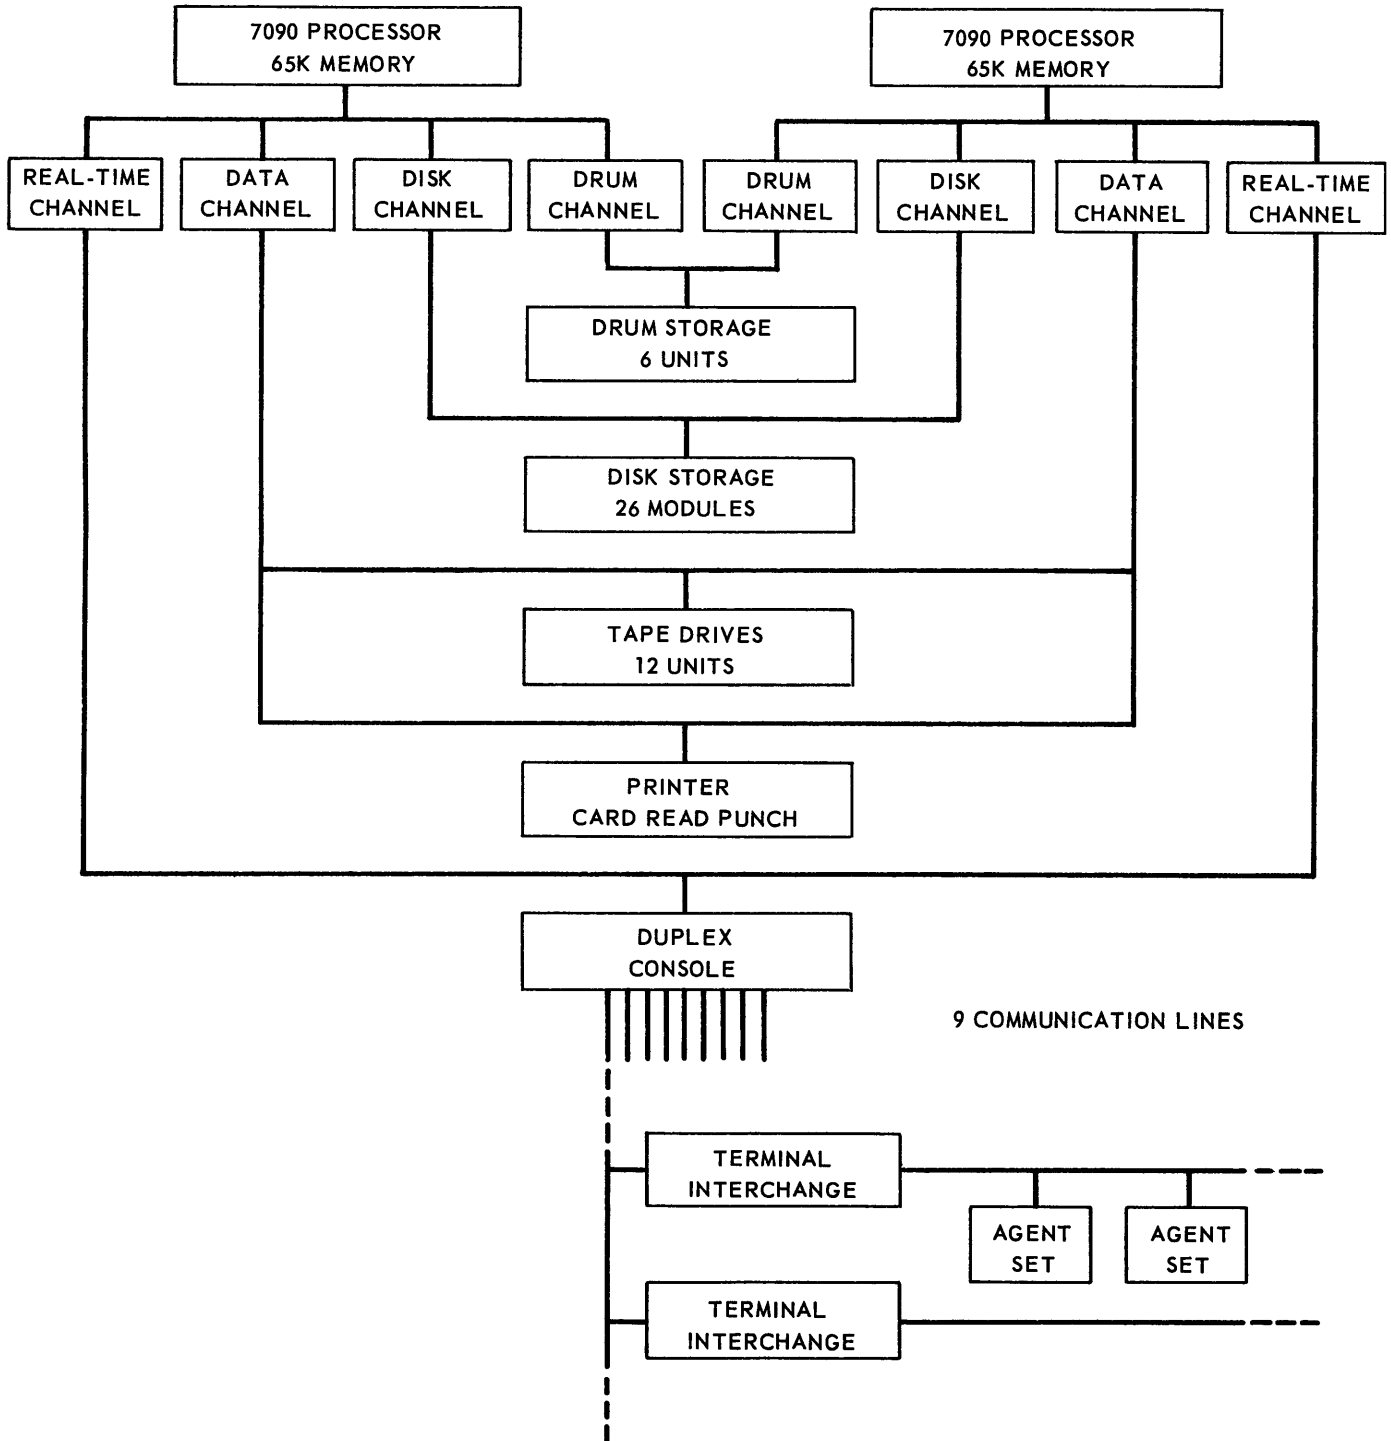 7090 PROCESSOR
65K MEMORY
7090 PROCESSOR
65K MEMORY
REAL-TIME
CHANNEL
DATA
CHANNEL
DISK
CHANNEL
DRUM
CHANNEL
DRUM
CHANNEL
DISK
CHANNEL
DATA
CHANNEL
REAL-TIME
CHANNEL
DRUM STORAGE
6 UNITS
DISK STORAGE
26 MODULES
TAPE DRIVES
12 UNITS
PRINTER
CARD READ PUNCH
DUPLEX
CONSOLE
9 COMMUNICATION LINES
TERMINAL
INTERCHANGE
AGENT
SET
AGENT
SET
TERMINAL
INTERCHANGE